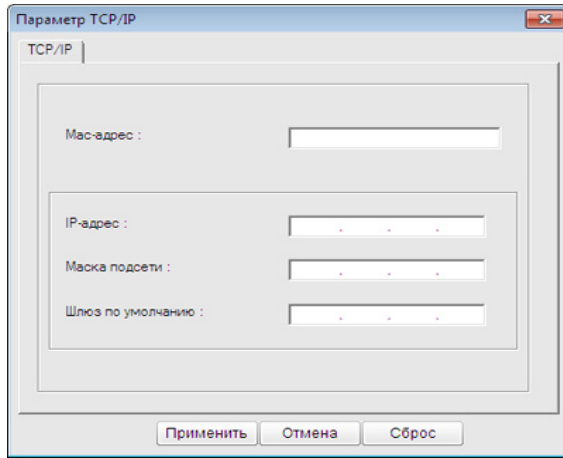 Параметр TCP/IP
TCP/IP
Mac-адрес :
IP-адрес :
Маска подсети :
Шлюз по умолчанию :
Применить Отмена Сброс